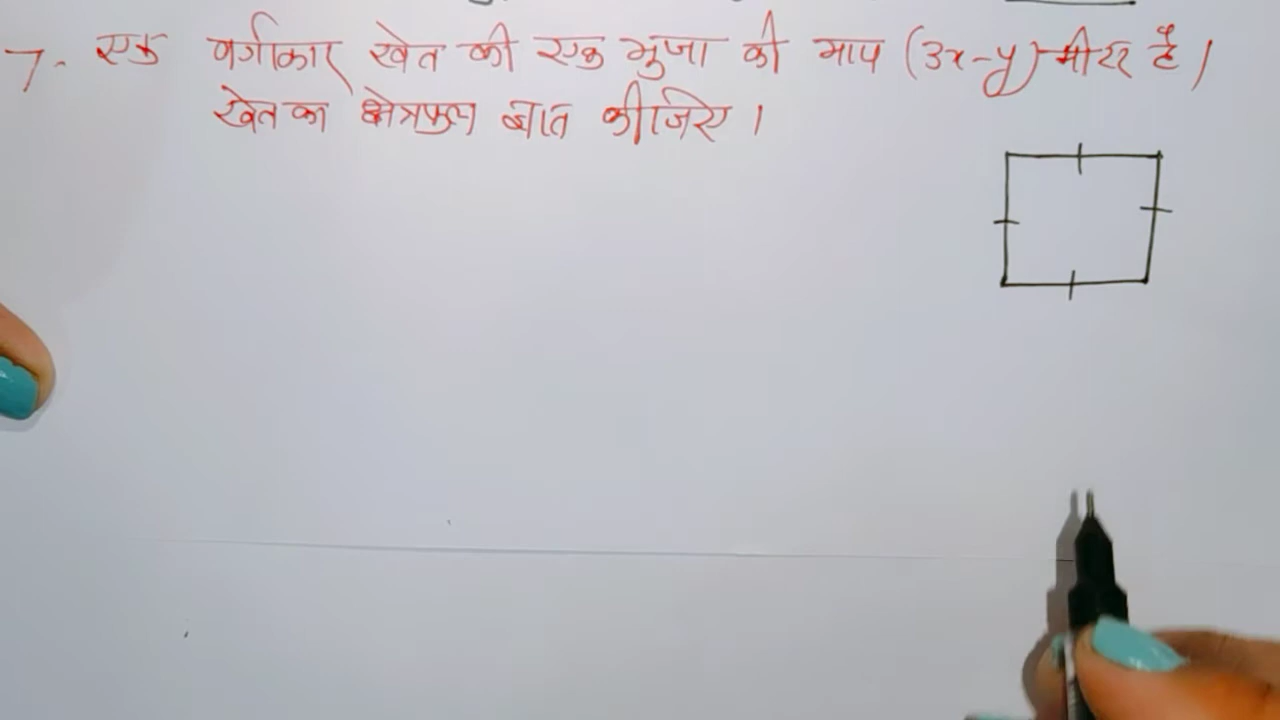 7. एक वर्गाकार खेत की एक भुजा की माप (3x-y) मीटर है।
खेत का क्षेत्रफल ज्ञात कीजिए।